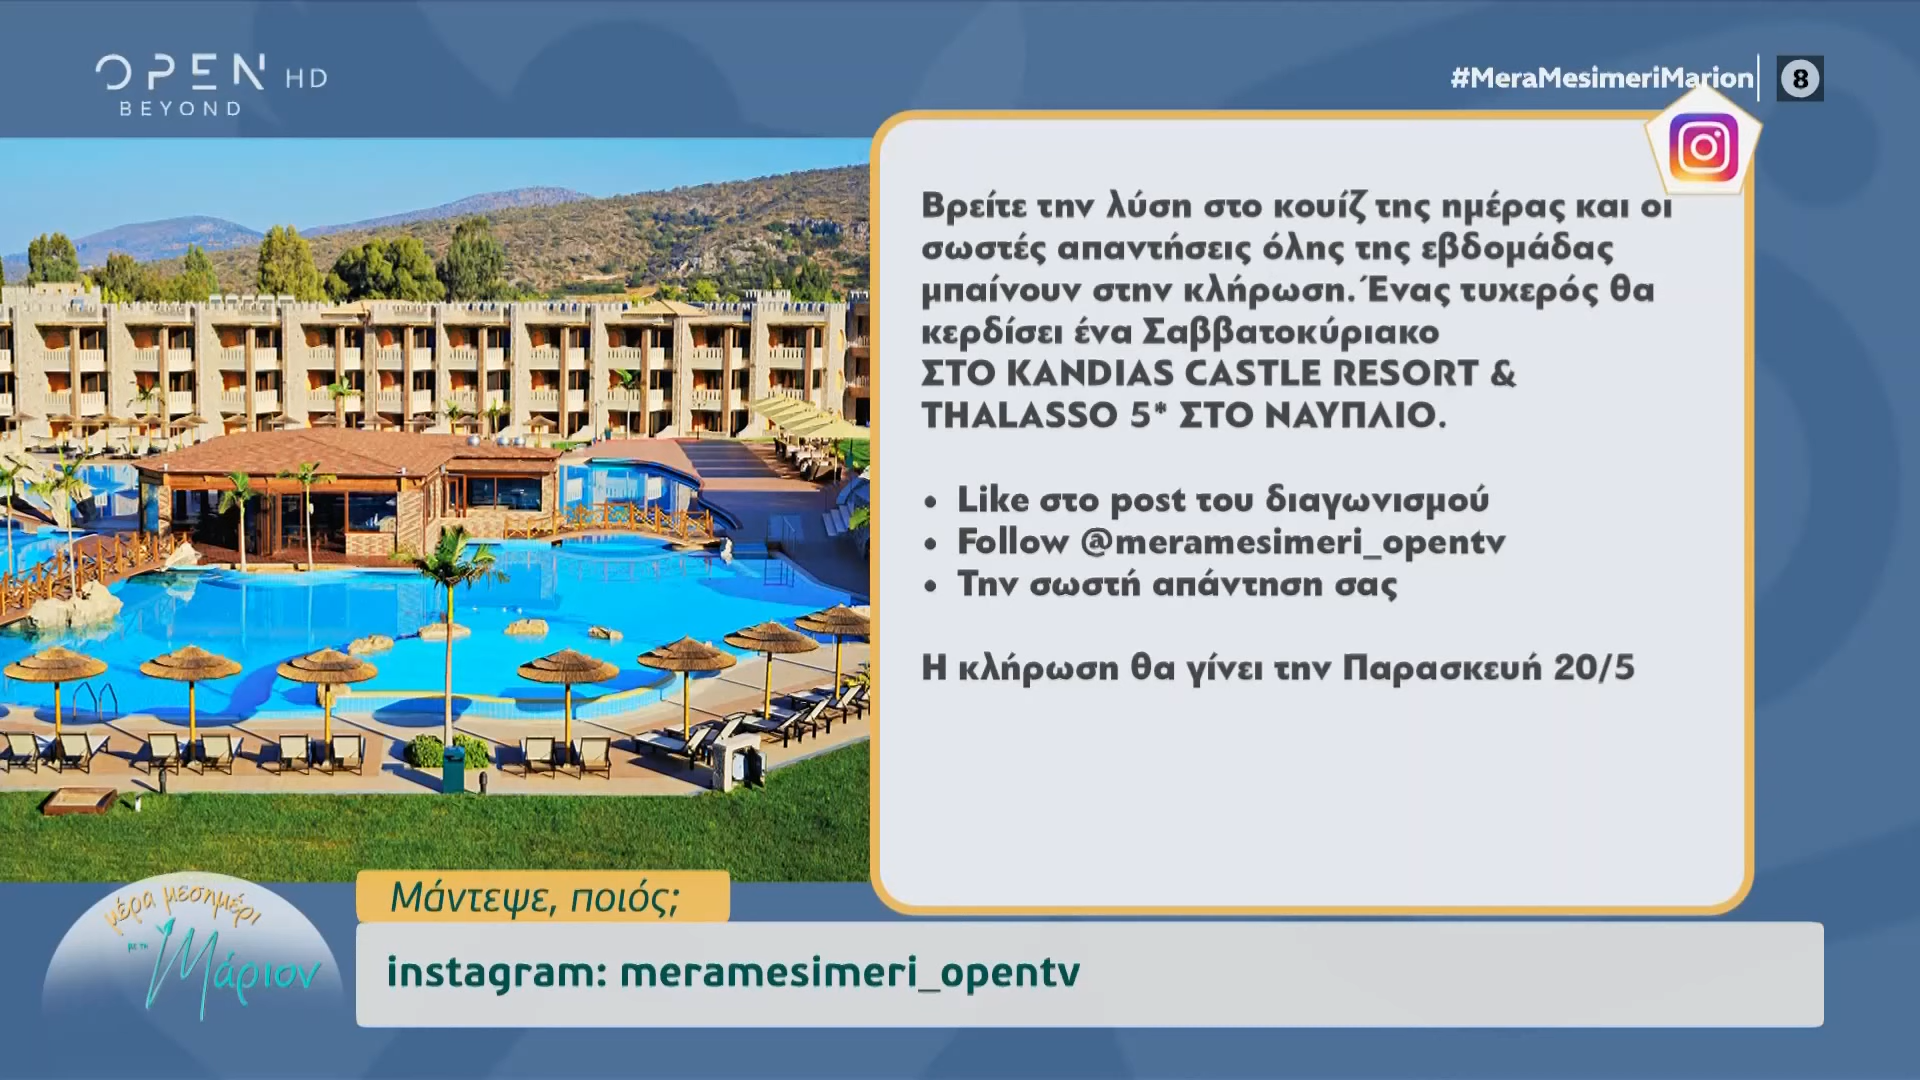 OPEN HD
BEYOND
#MeraMesimeriMarion
8
Βρείτε την λύση στο κουίζ της ημέρας και οι
σωστές απαντήσεις όλης της εβδομάδας
μπαίνουν στην κλήρωση. Ένας τυχερός θα
κερδίσει ένα Σαββατοκύριακο
ΣΤΟ KANDIAS CASTLE RESORT &
THALASSO 5* ΣΤΟ ΝΑΥΠΛΙΟ.
• Like στο post του διαγωνισμού
• Follow @meramesimeri_opentv
• Την σωστή απάντηση σας
Η κλήρωση θα γίνει την Παρασκευή 20/5
μέρα μεσημέρι
με τη
Μάριον
Μάντεψε, ποιός;
instagram: meramesimeri_opentv